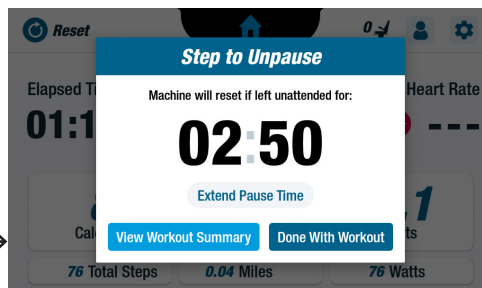 Reset
0
Step to Unpause
Elapsed Ti
Heart Rate
Machine will reset if left unattended for:
01:1
02:50
---
Extend Pause Time
1
Cal
ts
View Workout Summary
Done With Workout
76 Total Steps
0.04 Miles
76 Watts